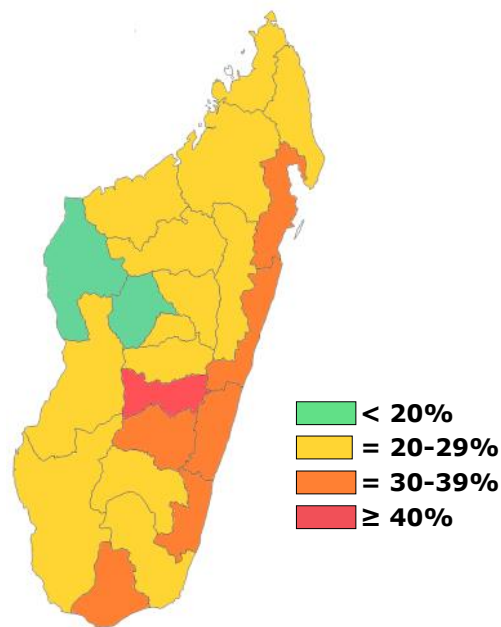 < 20%
= 20-29%
= 30-39%
≥ 40%